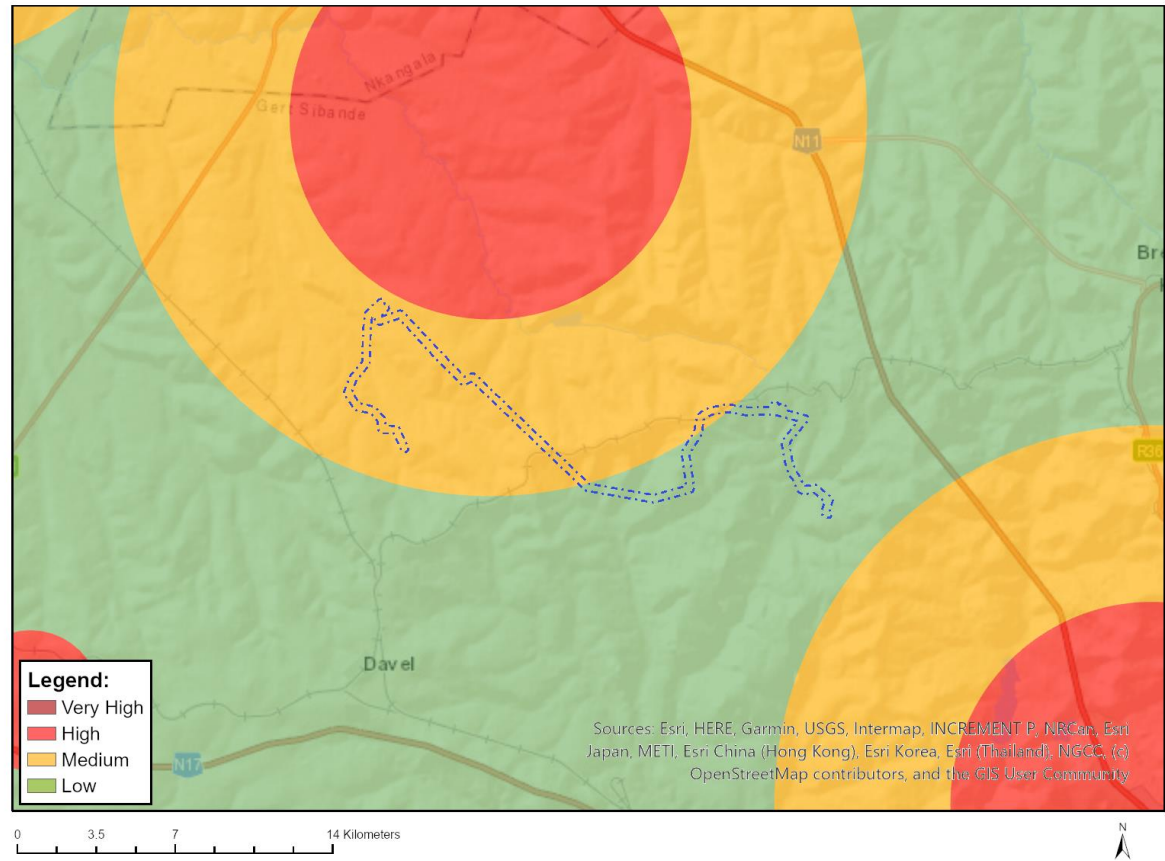 Nkangala
Gert Sibande
N11
Bre
R36
Davel
N17
Legend:
Very High
High
Medium
Low
Sources: Esri, HERE, Garmin, USGS, Intermap, INCREMENT P, NRCan, Esri
Japan, METI, Esri China (Hong Kong), Esri Korea, Esri (Thailand), NGCC, (c)
OpenStreetMap contributors, and the GIS User Community
0 3.5 7 14 Kilometers
N